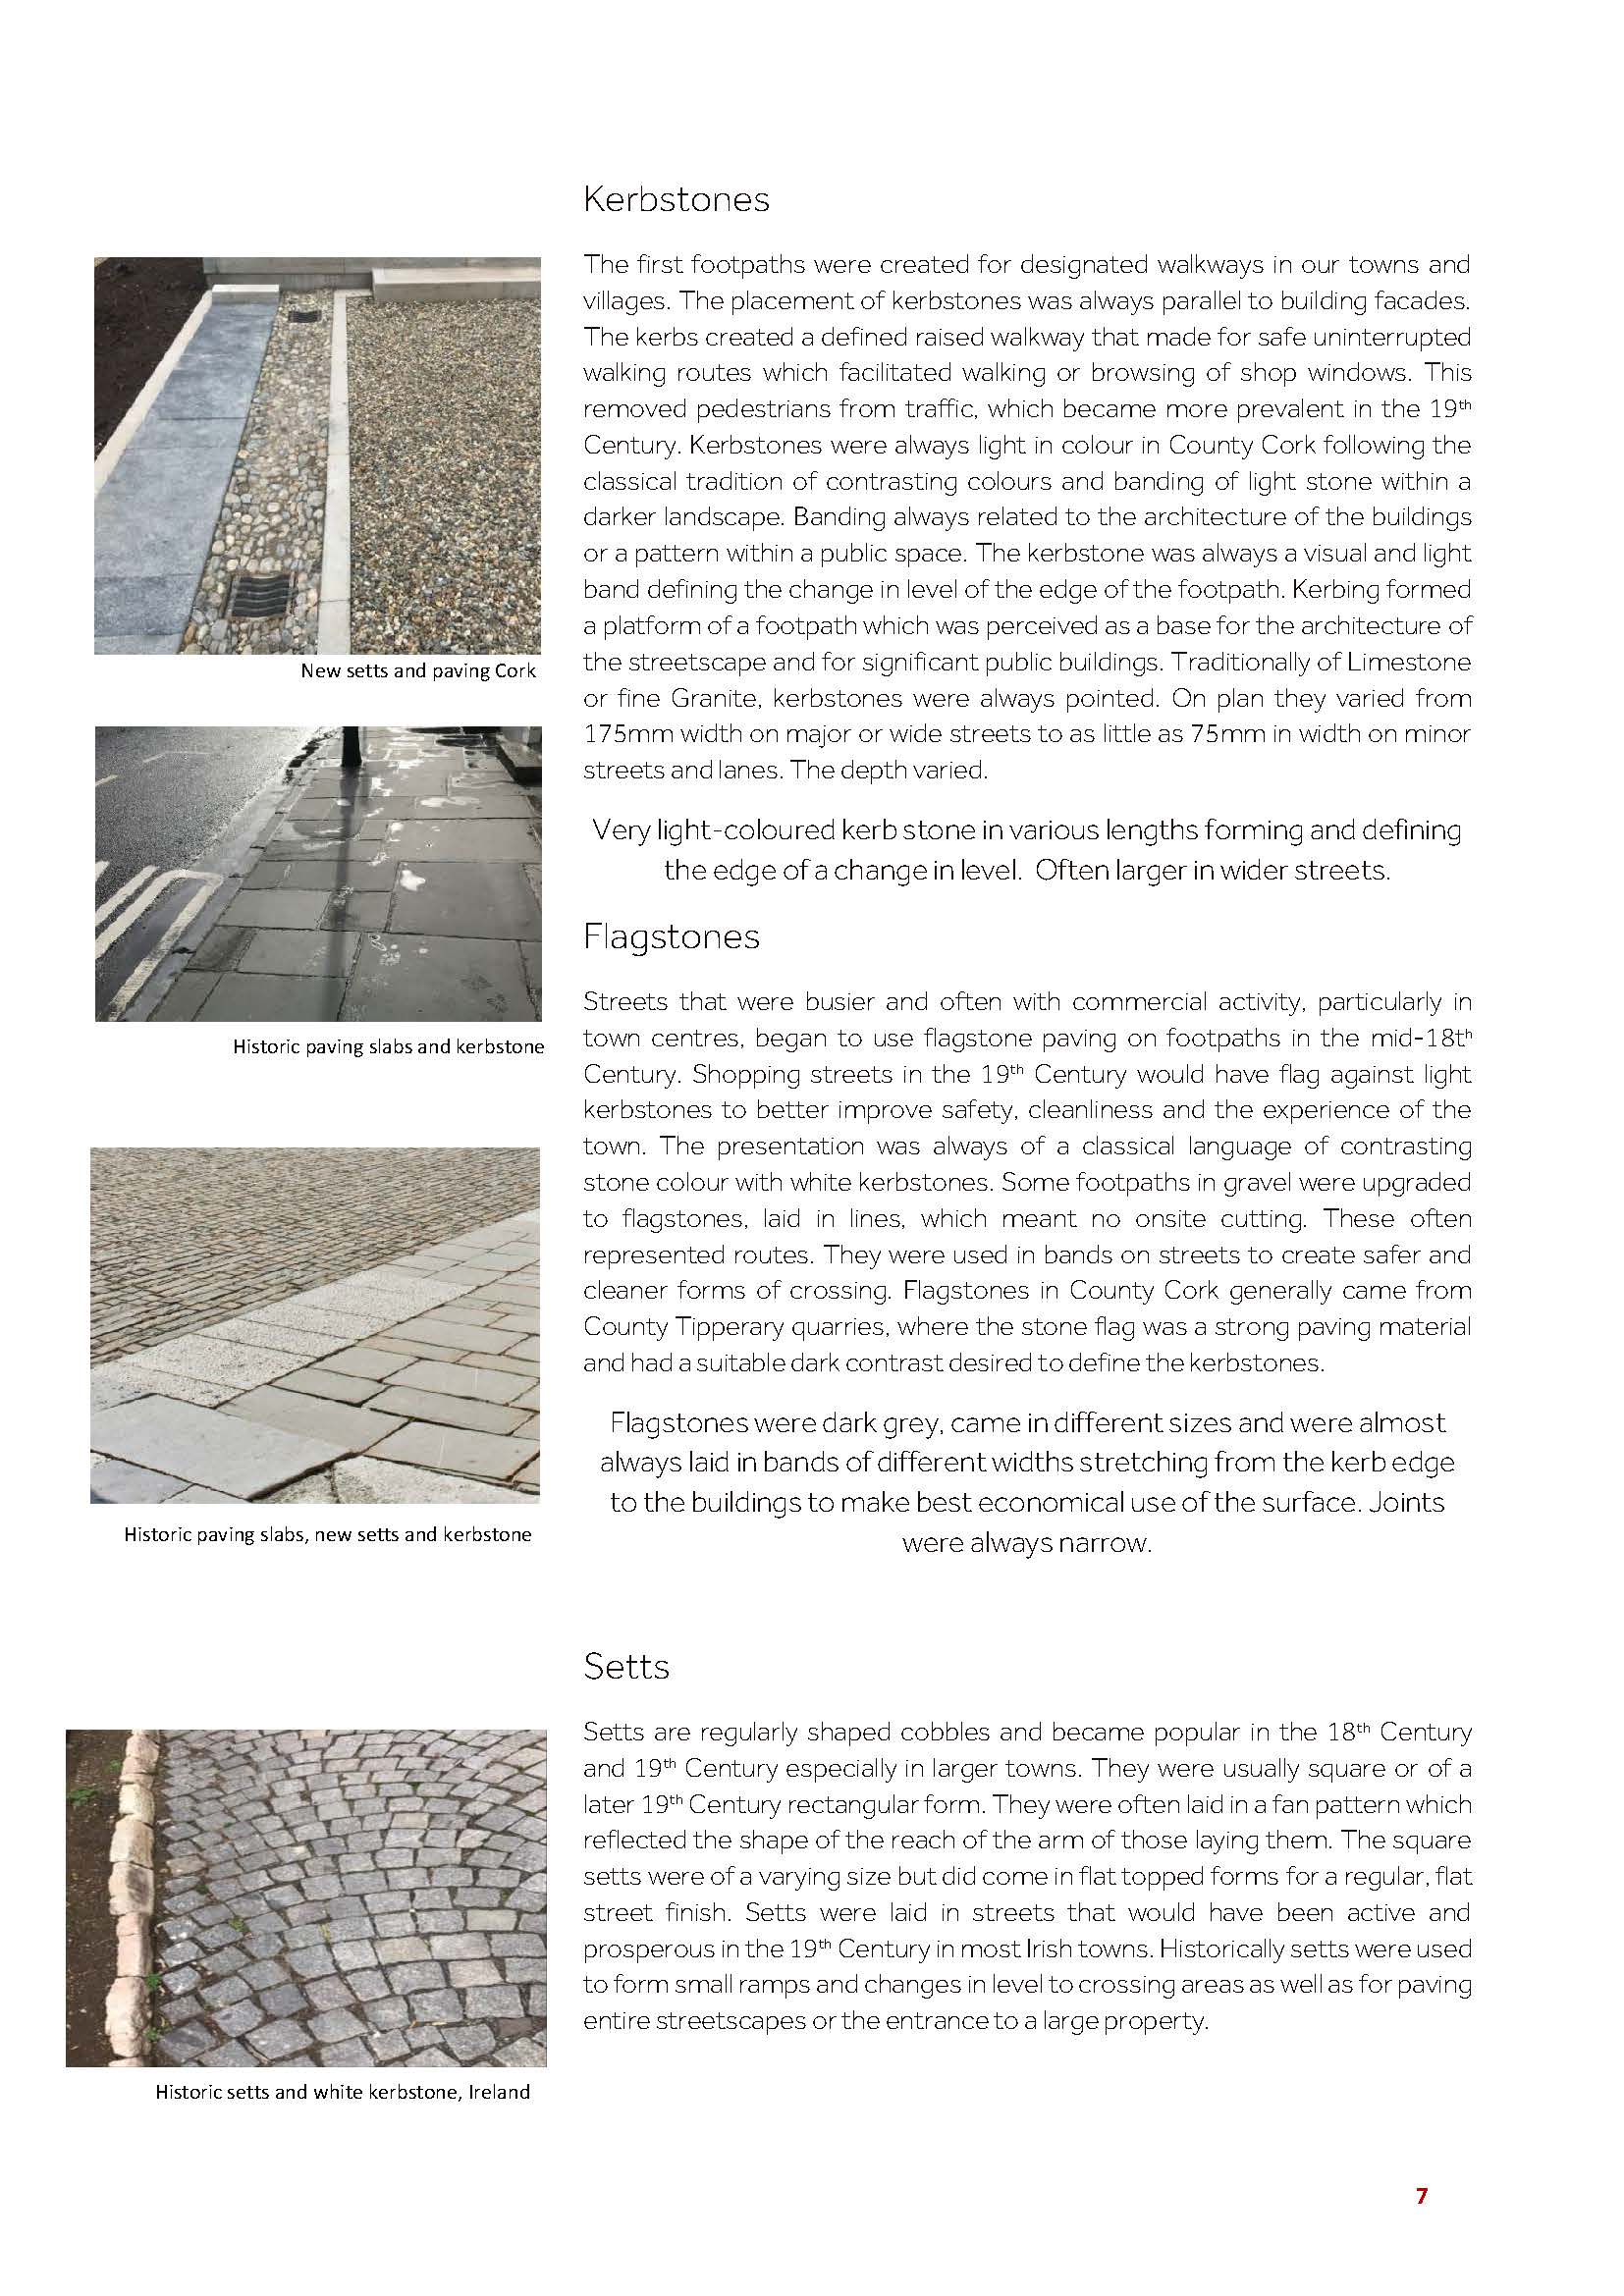 Kerbstones
The first footpaths were created for designated walkways in our towns and
villages. The placement of kerbstones was always parallel to building facades.
The kerbs created a defined raised walkway that made for safe uninterrupted
walking routes which facilitated walking or browsing of shop windows. This
removed pedestrians from traffic, which became more prevalent in the 19th
Century. Kerbstones were always light in colour in County Cork following the
classical tradition of contrasting colours and banding of light stone within a
darker landscape. Banding always related to the architecture of the buildings
or a pattern within a public space. The kerbstone was always a visual and light
band defining the change in level of the edge of the footpath. Kerbing formed
a platform of a footpath which was perceived as a base for the architecture of
the streetscape and for significant public buildings. Traditionally of Limestone
or fine Granite, kerbstones were always pointed. On plan they varied from
175mm width on major or wide streets to as little as 75mm in width on minor
streets and lanes. The depth varied.
Very light-coloured kerb stone in various lengths forming and defining
the edge of a change in level. Often larger in wider streets.
New setts and paving Cork
Historic paving slabs and kerbstone
Flagstones
Streets that were busier and often with commercial activity, particularly in
town centres, began to use flagstone paving on footpaths in the mid-18th
Century. Shopping streets in the 19th Century would have flag against light
kerbstones to better improve safety, cleanliness and the experience of the
town. The presentation was always of a classical language of contrasting
stone colour with white kerbstones. Some footpaths in gravel were upgraded
to flagstones, laid in lines, which meant no onsite cutting. These often
represented routes. They were used in bands on streets to create safer and
cleaner forms of crossing. Flagstones in County Cork generally came from
County Tipperary quarries, where the stone flag was a strong paving material
and had a suitable dark contrast desired to define the kerbstones.
Flagstones were dark grey, came in different sizes and were almost
always laid in bands of different widths stretching from the kerb edge
to the buildings to make best economical use of the surface. Joints
were always narrow.
Historic paving slabs, new setts and kerbstone
Setts
Setts are regularly shaped cobbles and became popular in the 18th Century
and 19th Century especially in larger towns. They were usually square or of a
later 19th Century rectangular form. They were often laid in a fan pattern which
reflected the shape of the reach of the arm of those laying them. The square
setts were of a varying size but did come in flat topped forms for a regular, flat
street finish. Setts were laid in streets that would have been active and
prosperous in the 19th Century in most Irish towns. Historically setts were used
to form small ramps and changes in level to crossing areas as well as for paving
entire streetscapes or the entrance to a large property.
Historic setts and white kerbstone, Ireland
7